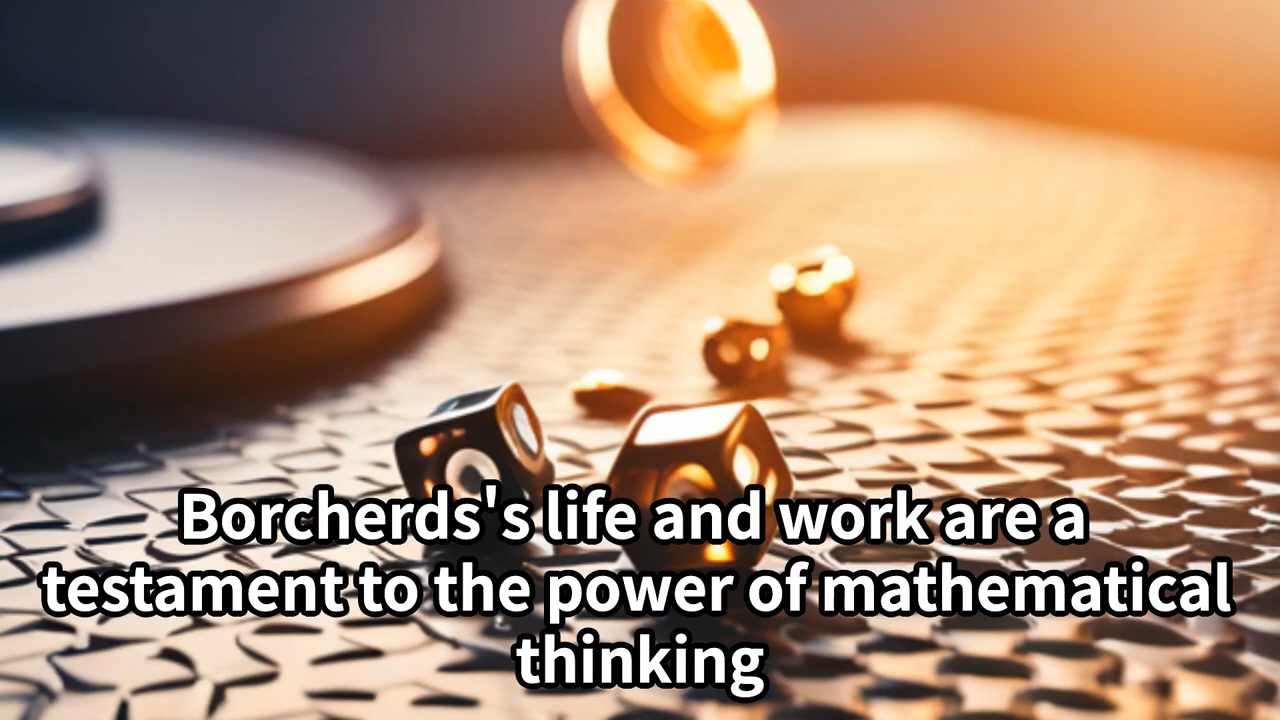 Borcherds's life and work are a
testament to the power of mathematical
thinking